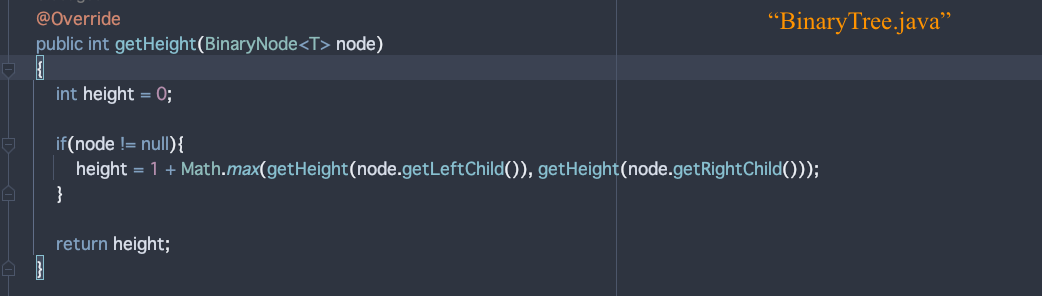 @Override
“BinaryTree.java”
public int getHeight(BinaryNode<T> node)
{
int height = 0;
if(node != null){
height = 1 + Math.max(getHeight(node.getLeftChild()), getHeight(node.getRightChild()));
}
return height;
}